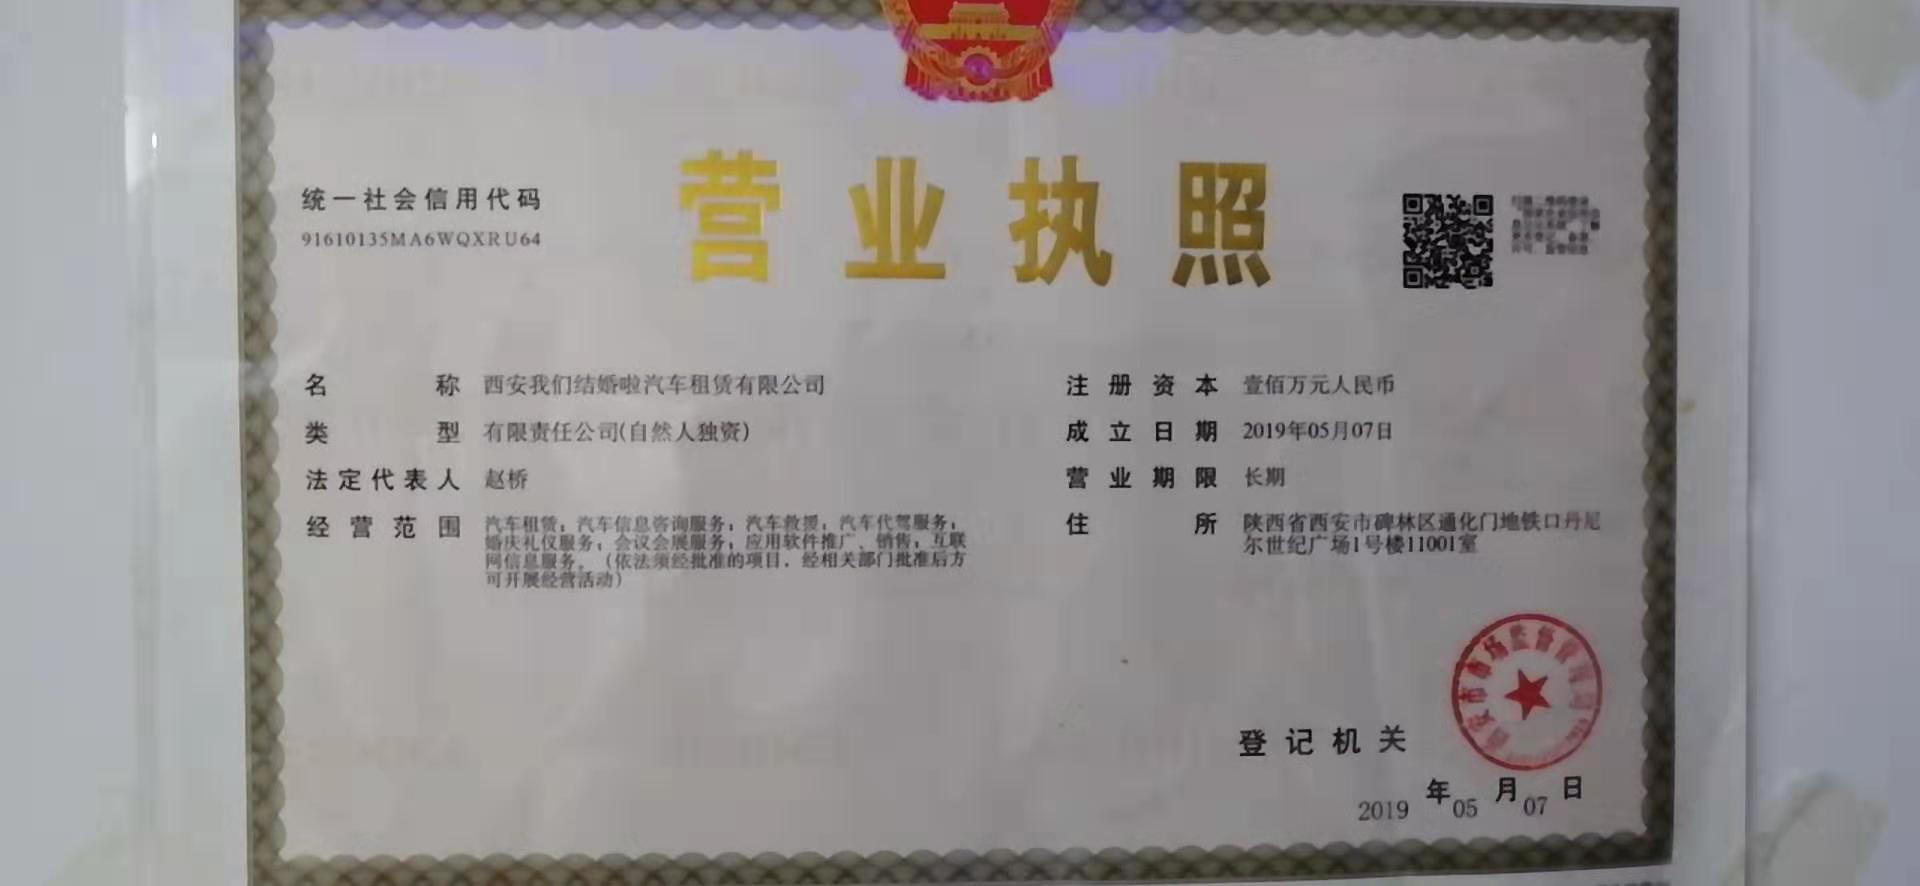 营业执照
统一社会信用代码
91610135MA6WQXRU64
名称 西安我们结婚啦汽车租赁有限公司
类型 有限责任公司(自然人独资)
法定代表人 赵桥
经营范围 汽车租赁;汽车信息咨询服务;汽车救援;汽车代驾服务;
婚庆礼仪服务;会议会展服务;应用软件推广、销售;互联
网信息服务。(依法须经批准的项目,经相关部门批准后方
可开展经营活动)
注册资本 壹佰万元人民币
成立日期 2019年05月07日
营业期限 长期
住所 陕西省西安市碑林区通化门地铁口丹尼
尔世纪广场1号楼11001室
登记机关
2019年05月07日